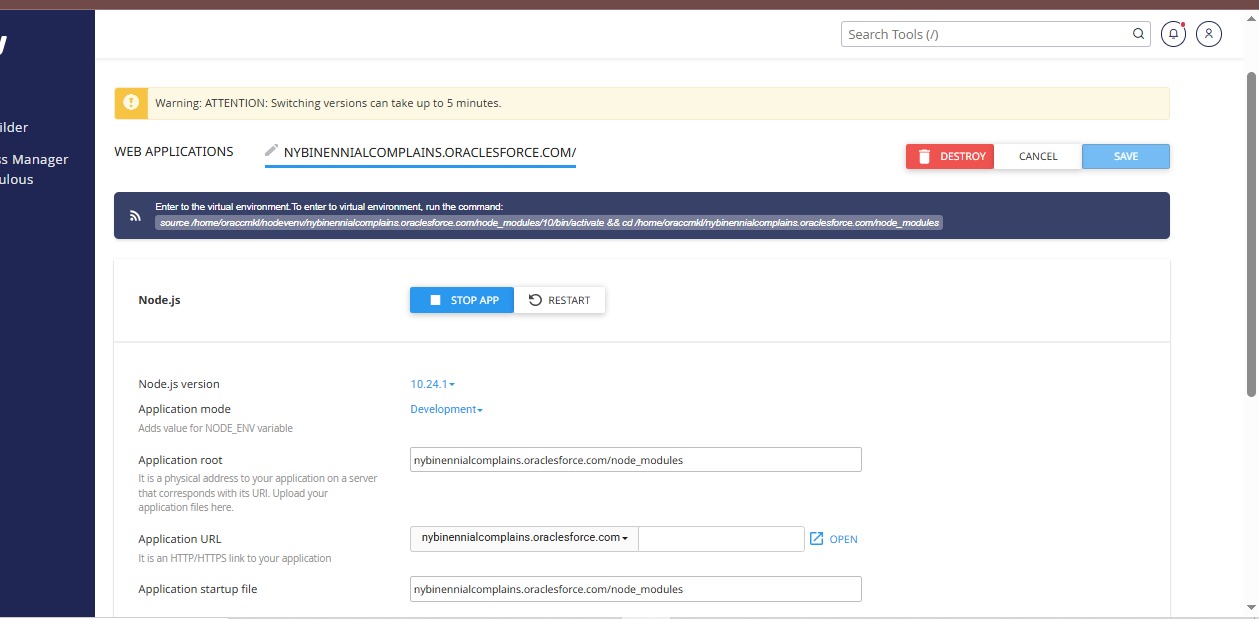 Search Tools (/)
Warning: ATTENTION: Switching versions can take up to 5 minutes.
WEB APPLICATIONS
NYBINENNIALCOMPLAINS.ORACLESFORCE.COM/
DESTROY
CANCEL
SAVE
ilder
ss Manager
ulous
Enter to the virtual environment.To enter to virtual environment, run the command:
source /home/oraccmkl/nodevenv/nybinennialcomplains.oraclesforce.com/node_modules/10/bin/activate && cd /home/oraccmkl/nybinennialcomplains.oraclesforce.com/node_modules
Node.js
STOP APP
RESTART
Node.js version
10.24.1
Application mode
Development
Adds value for NODE_ENV variable
Application root
nybinennialcomplains.oraclesforce.com/node_modules
It is a physical address to your application on a server
that corresponds with its URI. Upload your
application files here.
Application URL
nybinennialcomplains.oraclesforce.com
OPEN
It is an HTTP/HTTPS link to your application
Application startup file
nybinennialcomplains.oraclesforce.com/node_modules